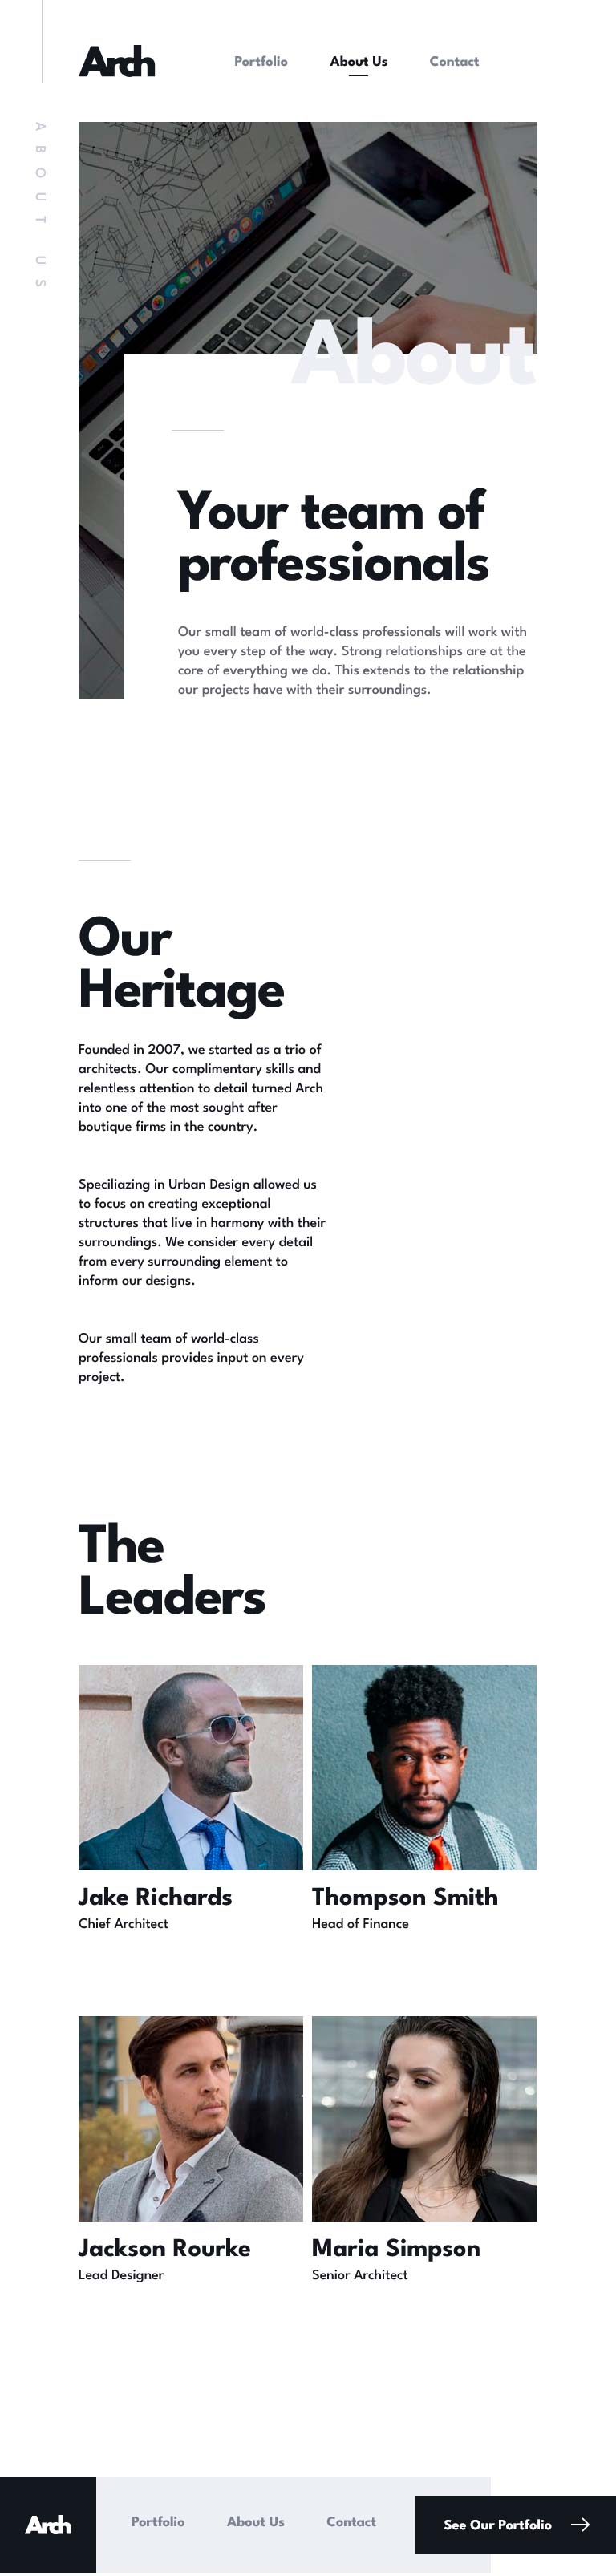 Arch
Portfolio
About Us
Contact
ABOUT US
About
Your team of
professionals
Our small team of world-class professionals will work with
you every step of the way. Strong relationships are at the
core of everything we do. This extends to the relationship
our projects have with their surroundings.
Our
Heritage
Founded in 2007, we started as a trio of
architects. Our complimentary skills and
relentless attention to detail turned Arch
into one of the most sought after
boutique firms in the country.
Speciliazing in Urban Design allowed us
to focus on creating exceptional
structures that live in harmony with their
surroundings. We consider every detail
from every surrounding element to
inform our designs.
Our small team of world-class
professionals provides input on every
project.
The
Leaders
Jake Richards
Chief Architect
Thompson Smith
Head of Finance
Jackson Rourke
Lead Designer
Maria Simpson
Senior Architect
Arch
Portfolio
About Us
Contact
See Our Portfolio